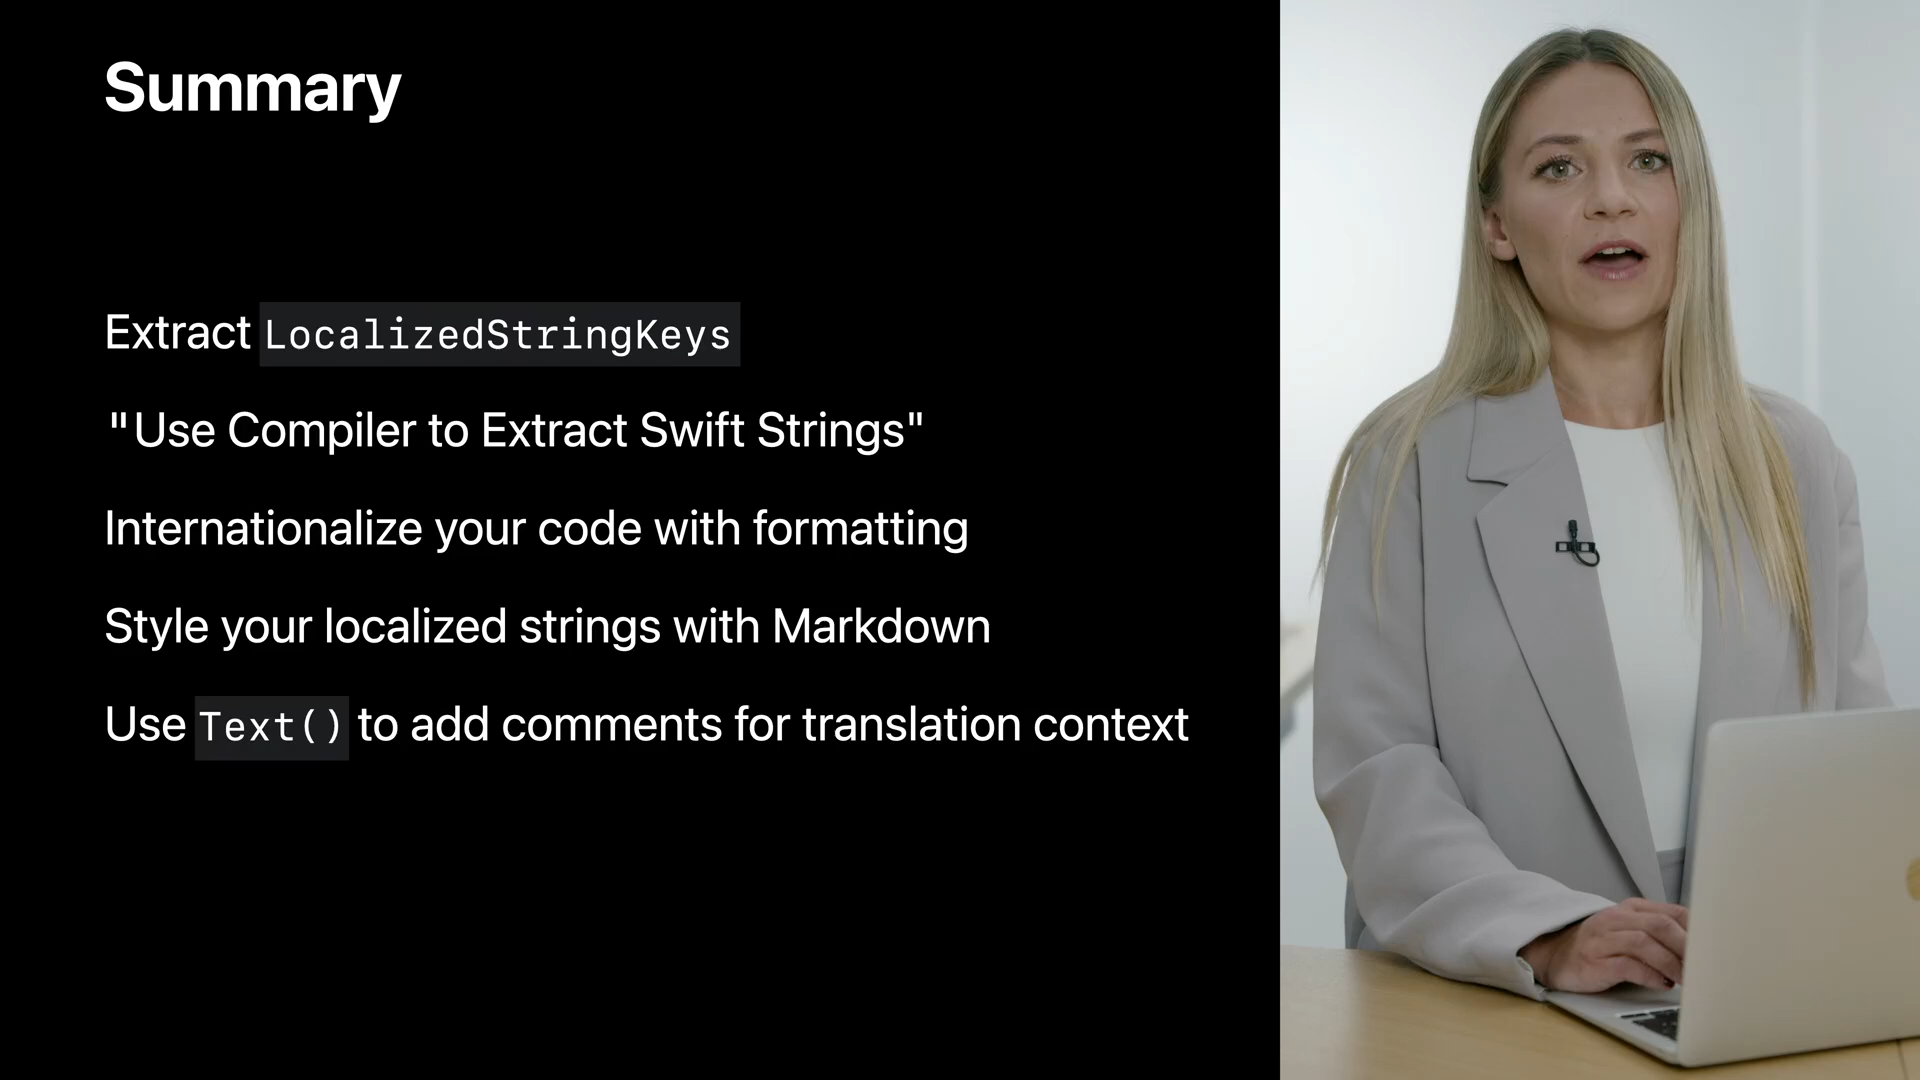 Summary
Extract LocalizedStringKeys
"Use Compiler to Extract Swift Strings"
Internationalize your code with formatting
Style your localized strings with Markdown
Use Text() to add comments for translation context